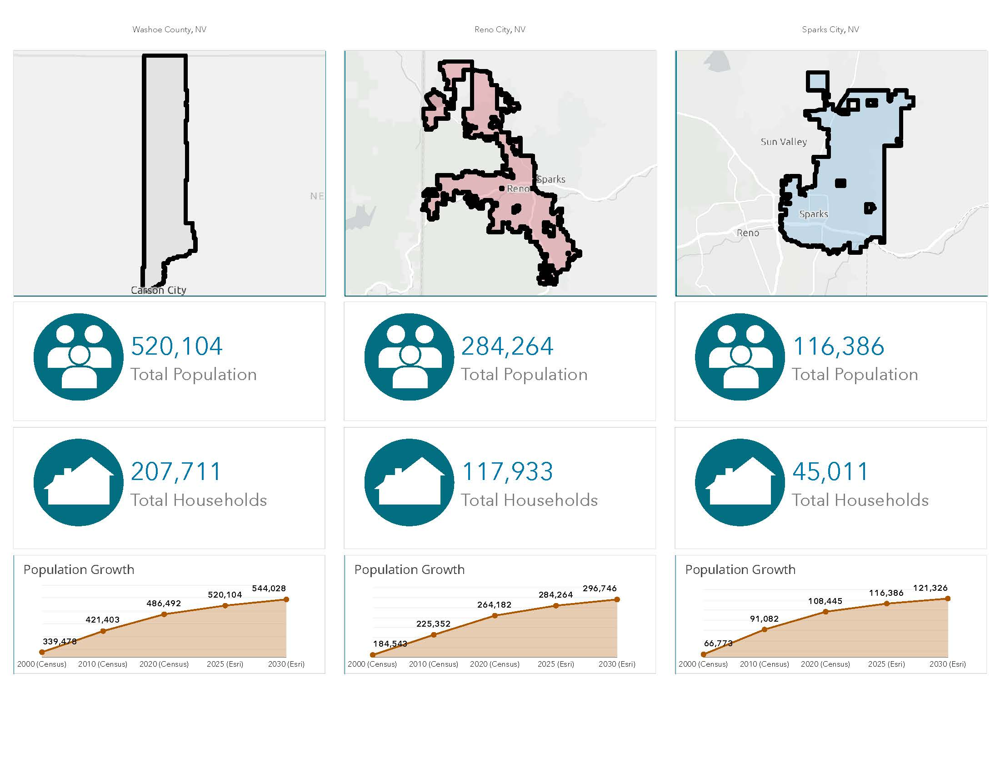 Washoe County, NV
NE
Carson City
520,104
Total Population
207,711
Total Households
Population Growth
339,478
421,403
486,492
520,104
544,028
2000 (Census) 2010 (Census) 2020 (Census) 2025 (Esri) 2030 (Esri)
Reno City, NV
Sparks
Reno
284,264
Total Population
117,933
Total Households
Population Growth
184,543
225,352
264,182
284,264
296,746
2000 (Census) 2010 (Census) 2020 (Census) 2025 (Esri) 2030 (Esri)
Sparks City, NV
Sun Valley
Sparks
Reno
116,386
Total Population
45,011
Total Households
Population Growth
66,773
91,082
108,445
116,386
121,326
2000 (Census) 2010 (Census) 2020 (Census) 2025 (Esri) 2030 (Esri)